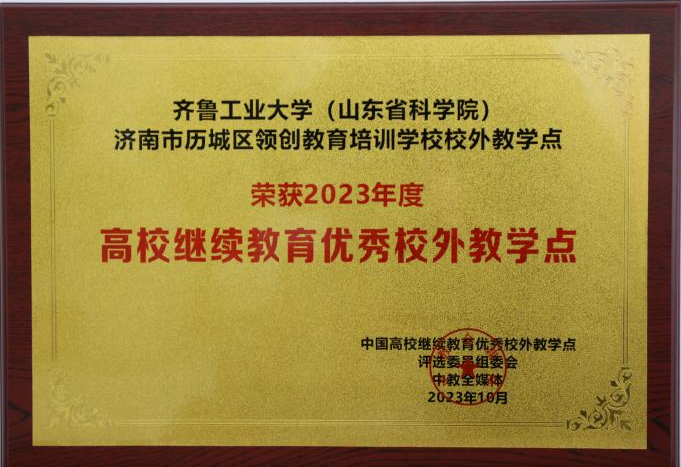 齐鲁工业大学（山东省科学院）
济南市历城区领创教育培训学校校外教学点
荣获2023年度
高校继续教育优秀校外教学点
中国高校继续教育优秀校外教学点
评选委员组委会
中教全媒体
2023年10月